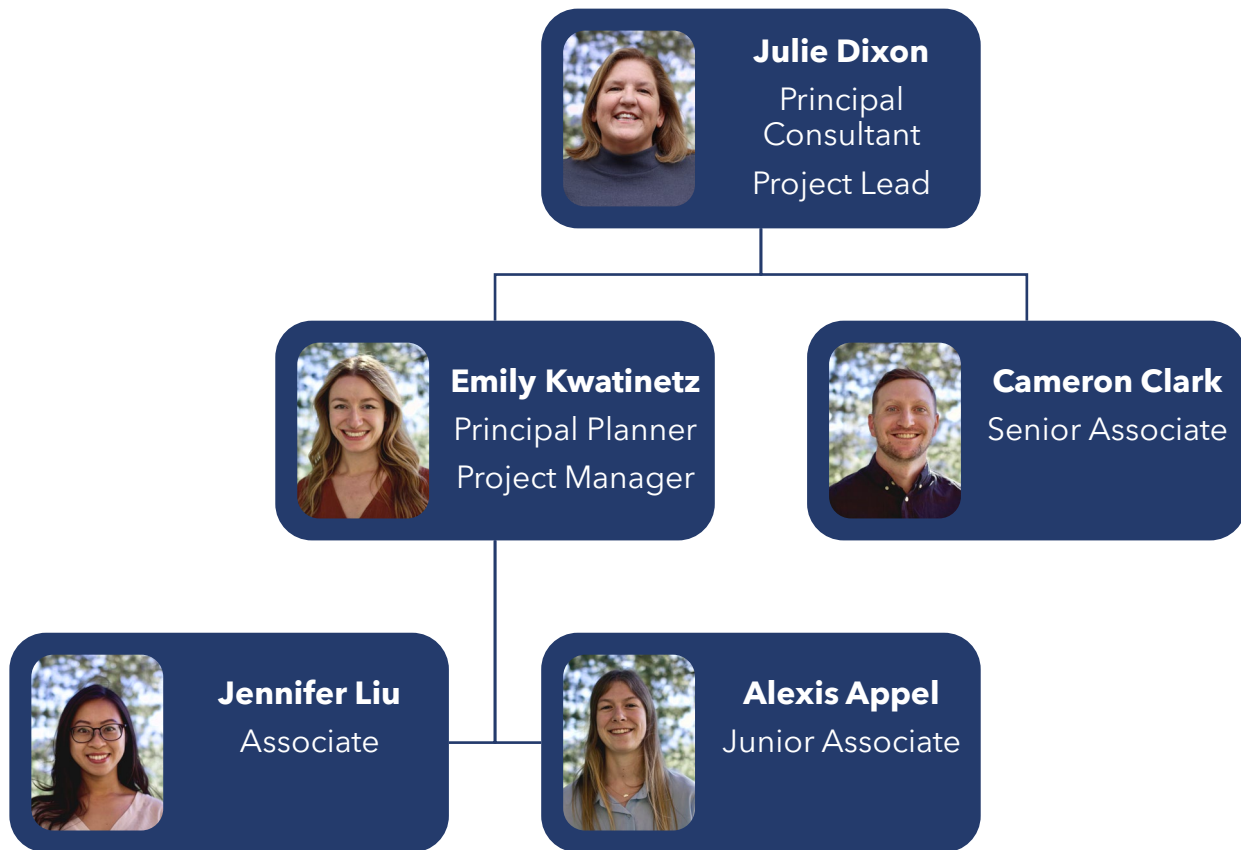 Julie Dixon
Principal
Consultant
Project Lead
Emily Kwatinetz
Principal Planner
Project Manager
Cameron Clark
Senior Associate
Jennifer Liu
Associate
Alexis Appel
Junior Associate